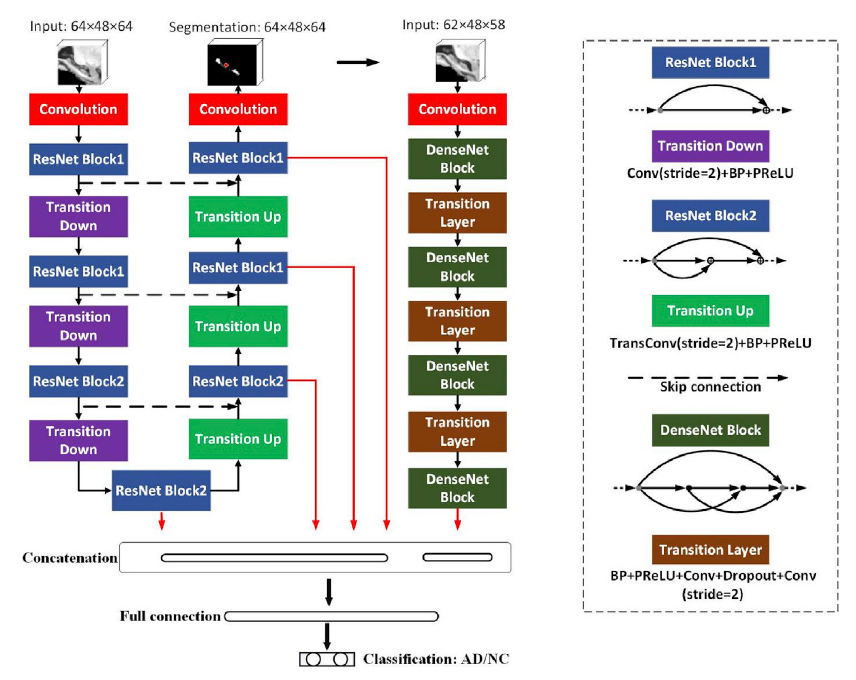 Input: 64×48×64
Segmentation: 64×48×64
Input: 62×48×58
Convolution
Convolution
Convolution
ResNet Block1
ResNet Block1
DenseNet
Block
Transition
Down
Transition Up
Transition
Layer
ResNet Block1
ResNet Block1
DenseNet
Block
Transition
Down
Transition Up
Transition
Layer
ResNet Block2
ResNet Block2
DenseNet
Block
Transition
Down
Transition Up
Transition
Layer
ResNet Block2
DenseNet
Block
Concatenation
Full connection
Classification: AD/NC
ResNet Block1
Transition Down
Conv(stride=2)+BP+PReLU
ResNet Block2
Transition Up
TransConv(stride=2)+BP+PReLU
Skip connection
DenseNet Block
Transition Layer
BP+PReLU+Conv+Dropout+Conv
(stride=2)